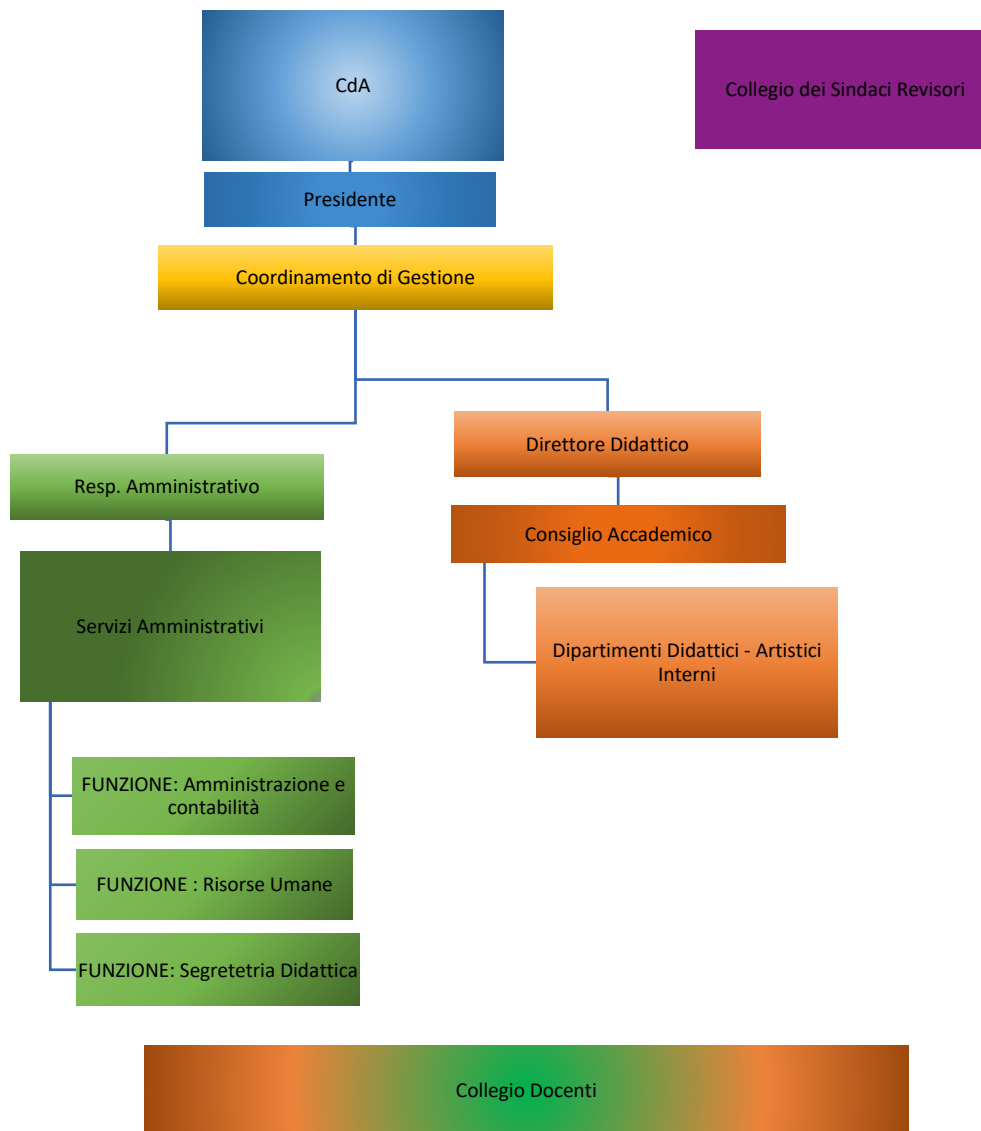 CdA
Collegio dei Sindaci Revisori
Presidente
Coordinamento di Gestione
Direttore Didattico
Resp. Amministrativo
Consiglio Accademico
Servizi Amministrativi
Dipartimenti Didattici - Artistici
Interni
FUNZIONE: Amministrazione e
contabilità
FUNZIONE : Risorse Umane
FUNZIONE: Segretetria Didattica
Collegio Docenti